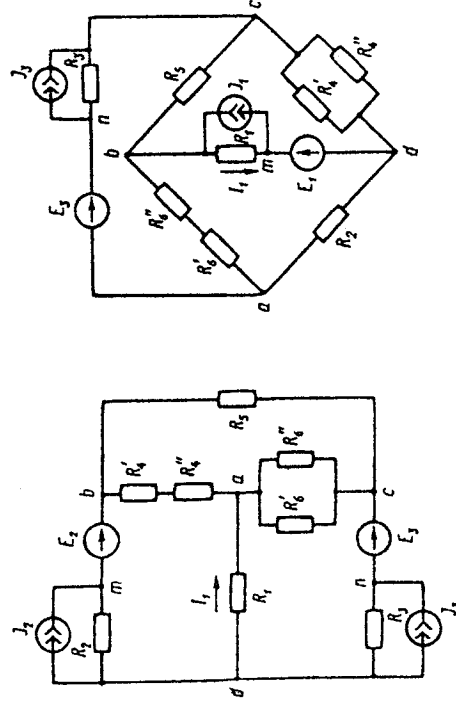 J₃
R₃
n
E₃
c
R₅
b
J₁
R₁
I₁
m
E₁
R₄'
R₄''
R₆''
R₆'
d
R₂
a
J₂
R₂
m
E₂
b
R₄'
R₄''
R₅
a
I₁
R₁
d
R₆'
R₆''
c
E₃
n
R₃